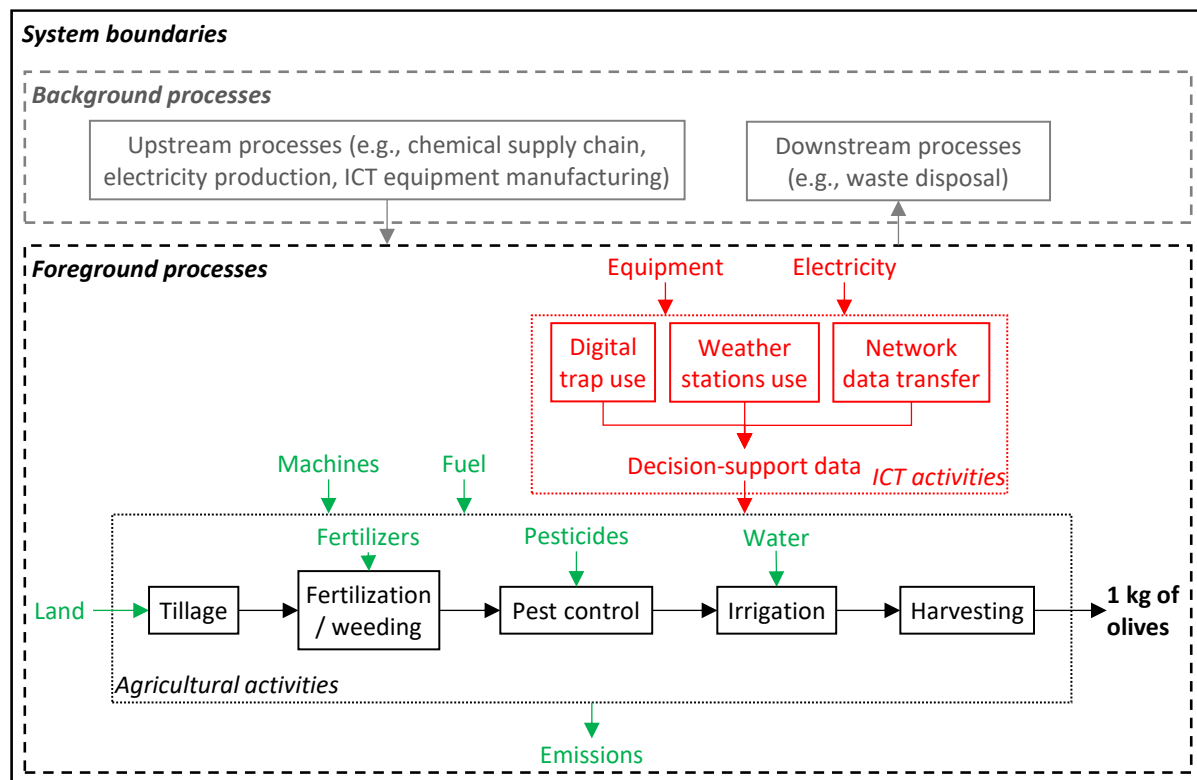 System boundaries
Background processes
Upstream processes (e.g., chemical supply chain,
electricity production, ICT equipment manufacturing)
Downstream processes
(e.g., waste disposal)
Foreground processes
Equipment
Electricity
Digital
trap use
Weather
stations use
Network
data transfer
Decision-support data
ICT activities
Machines
Fuel
Fertilizers
Pesticides
Water
Land
Tillage
Fertilization
/ weeding
Pest control
Irrigation
Harvesting
1 kg of
olives
Agricultural activities
Emissions